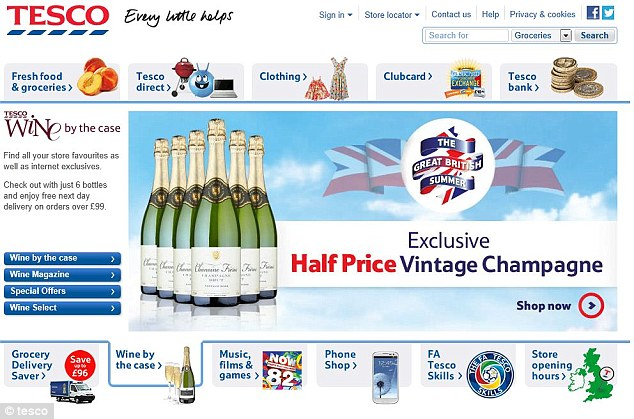 TESCO
Every little helps
Sign in
Store locator
Contact us
Help
Privacy & cookies
Search for
Groceries
Search
Fresh food
& groceries
Tesco
direct
Clothing
Clubcard
EXCHANGE
Tesco
bank
TESCO
WiNE by the case
Find all your store favourites as
well as internet exclusives.
Check out with just 6 bottles
and enjoy free next day
delivery on orders over £99.
Wine by the case
Wine Magazine
Special Offers
Wine Select
THE
GREAT BRITISH
SUMMER
Exclusive
Half Price Vintage Champagne
Shop now
Grocery
Delivery
Saver
Save
up to
£96
Wine by
the case
Music,
films &
games
NOW
82
Phone
Shop
FA
Tesco
Skills
THE FA TESCO
Skills
Store
opening
hours
© tesco